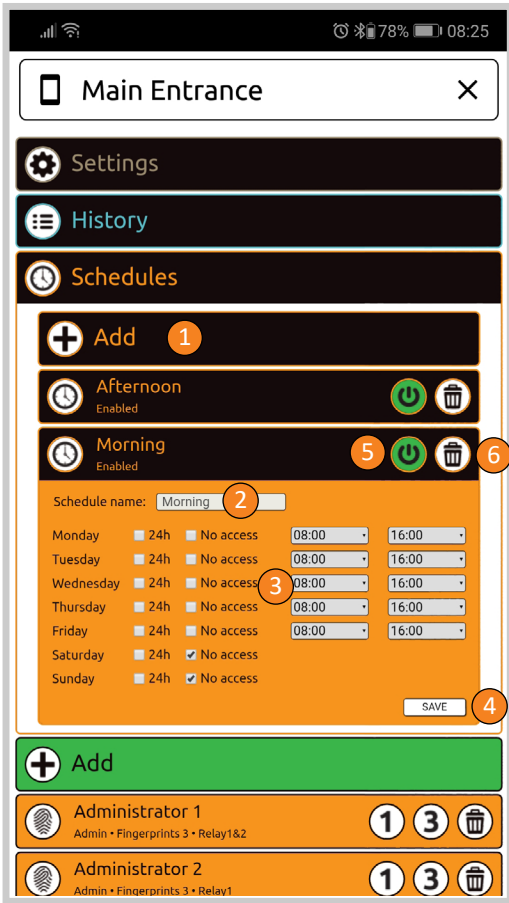 78% 08:25
Main Entrance
Settings
History
Schedules
Add 1
Afternoon
Enabled
Morning
Enabled
5 6
Schedule name: Morning 2
Monday 24h No access 08:00 16:00
Tuesday 24h No access 08:00 16:00
Wednesday 24h No access 3 08:00 16:00
Thursday 24h No access 08:00 16:00
Friday 24h No access 08:00 16:00
Saturday 24h No access
Sunday 24h No access
SAVE 4
Add
Administrator 1
Admin • Fingerprints 3 • Relay1&2
1 3
Administrator 2
Admin • Fingerprints 3 • Relay1
1 3